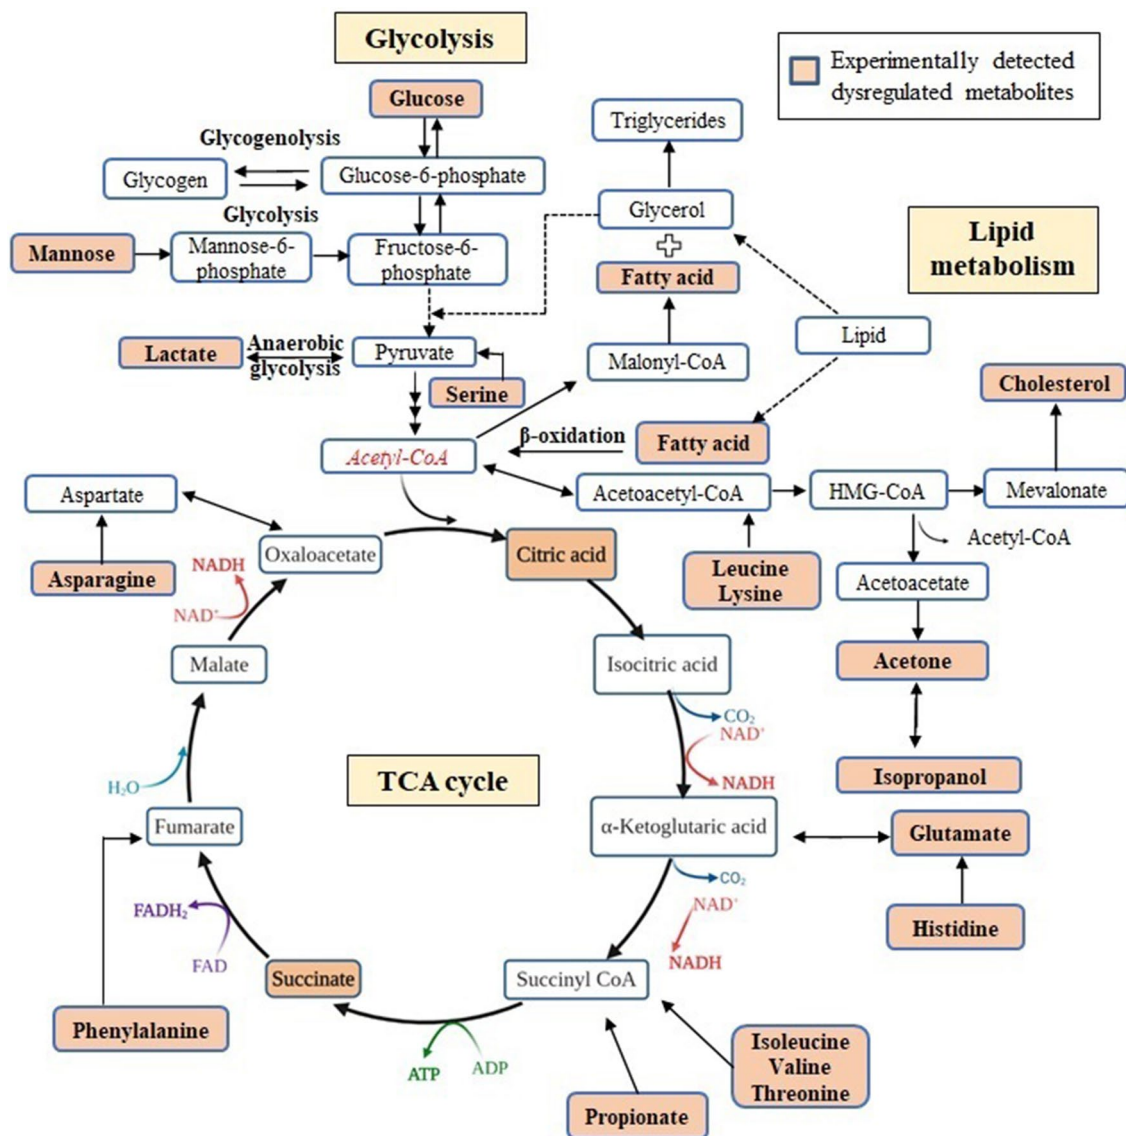 Glycolysis
Experimentally detected
dysregulated metabolites
Glucose
Triglycerides
Glycogenolysis
Glycogen
Glucose-6-phosphate
Glycerol
Glycolysis
Lipid
metabolism
Mannose
Mannose-6-
phosphate
Fructose-6-
phosphate
Fatty acid
Lipid
Lactate
Anaerobic
glycolysis
Pyruvate
Malonyl-CoA
Serine
Cholesterol
β-oxidation
Fatty acid
Acetyl-CoA
Aspartate
Acetoacetyl-CoA
HMG-CoA
Mevalonate
Oxaloacetate
Citric acid
Acetyl-CoA
Asparagine
NADH
Leucine
Lysine
Acetoacetate
NAD⁺
Malate
Isocitric acid
Acetone
CO₂
NAD⁺
TCA cycle
NADH
Isopropanol
H₂O
Fumarate
α-Ketoglutaric acid
Glutamate
CO₂
FADH₂
NAD⁺
Histidine
FAD
NADH
Succinate
Succinyl CoA
Phenylalanine
ATP
ADP
Isoleucine
Valine
Threonine
Propionate